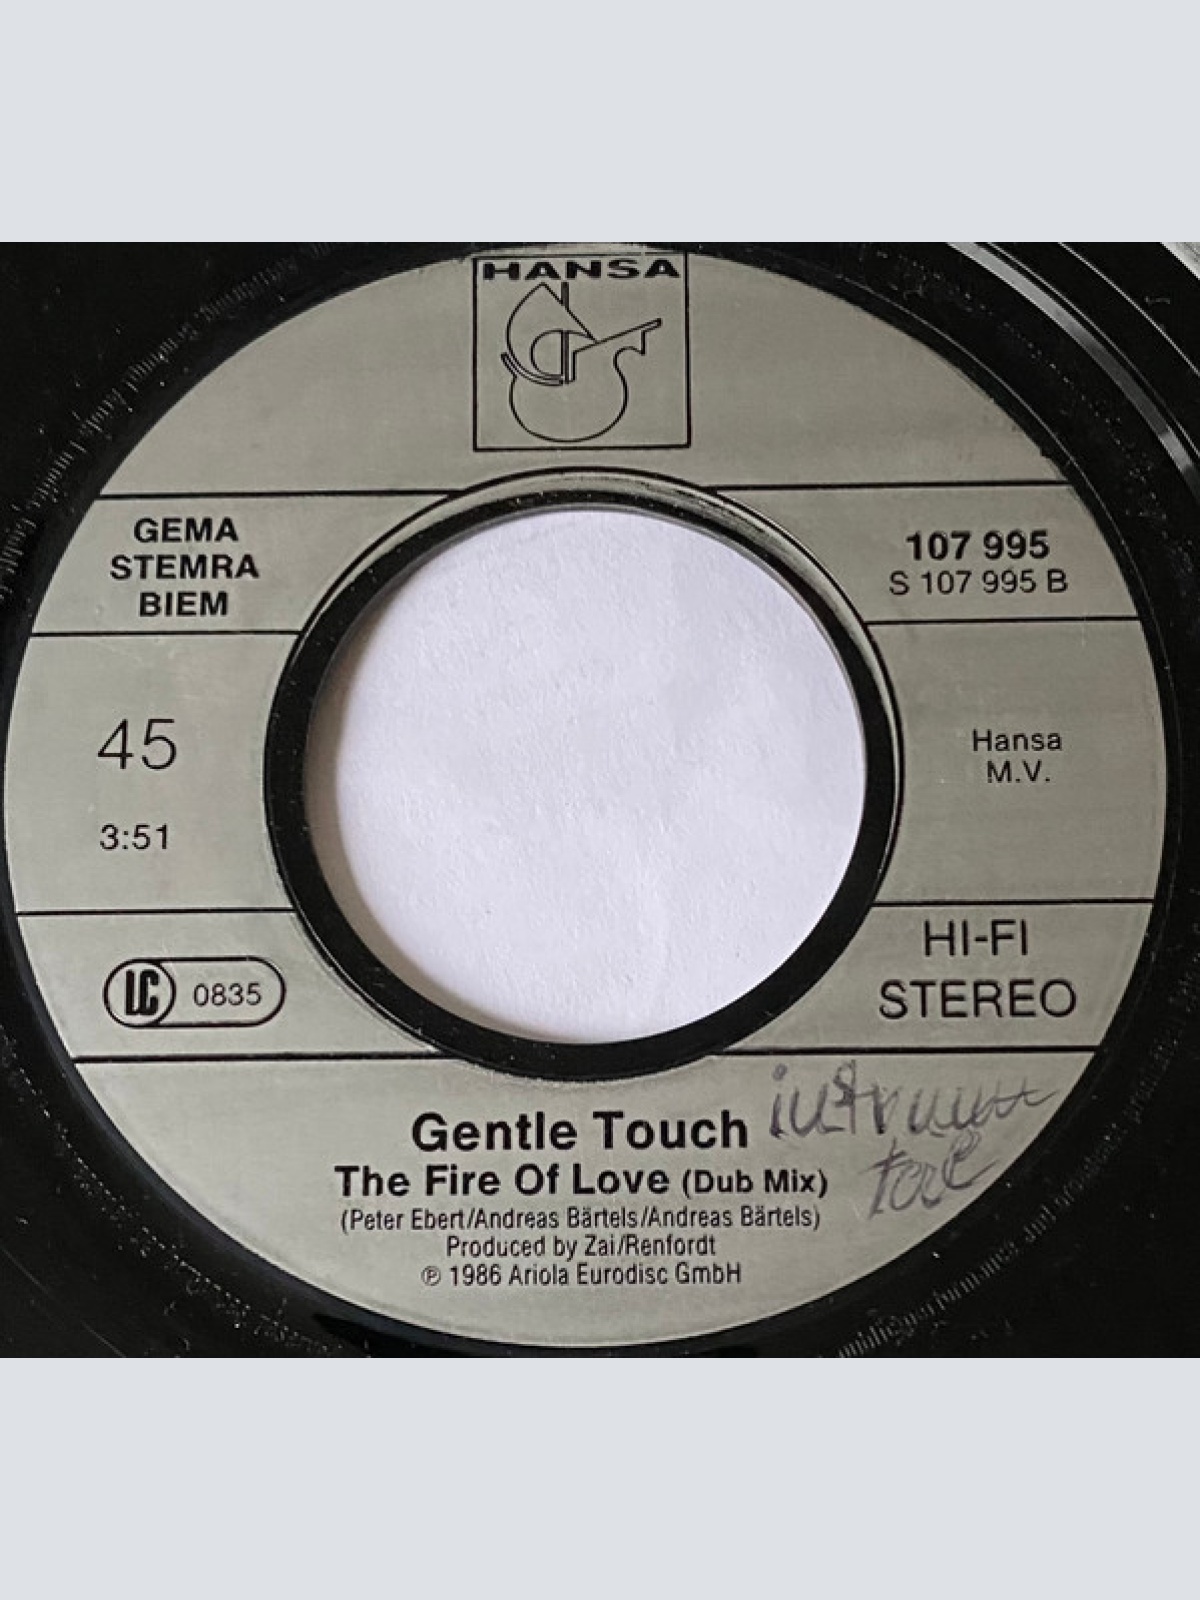 HANSA
GEMA
STEMRA
BIEM
107 995
S 107 995 B
45
3:51
Hansa
M.V.
LC 0835
HI-FI
STEREO
Gentle Touch
The Fire Of Love (Dub Mix)
(Peter Ebert/Andreas Bärtels/Andreas Bärtels)
Produced by Zai/Renfordt
℗ 1986 Ariola Eurodisc GmbH